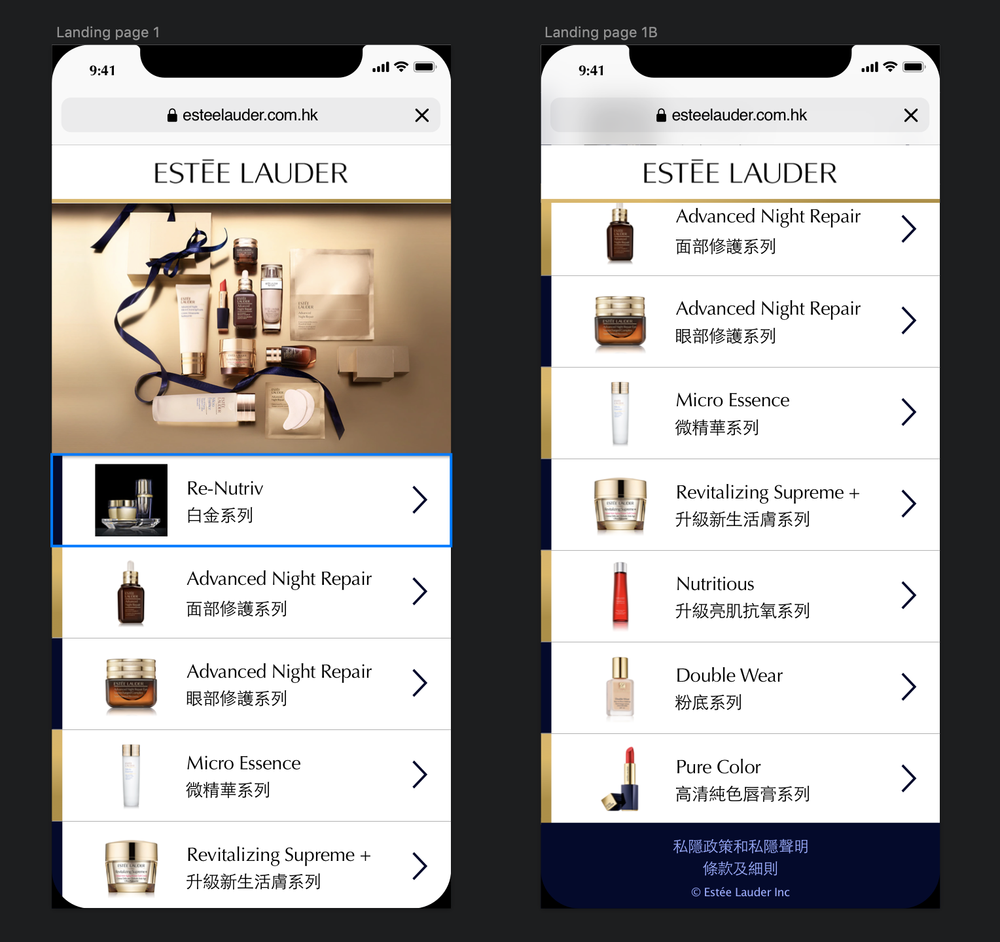 Landing page 1
9:41
esteelauder.com.hk
ESTĒE LAUDER
Re-Nutriv
白金系列
Advanced Night Repair
面部修護系列
Advanced Night Repair
眼部修護系列
Micro Essence
微精華系列
Revitalizing Supreme +
升級新生活膚系列
Landing page 1B
9:41
esteelauder.com.hk
ESTĒE LAUDER
Advanced Night Repair
面部修護系列
Advanced Night Repair
眼部修護系列
Micro Essence
微精華系列
Revitalizing Supreme +
升級新生活膚系列
Nutritious
升級亮肌抗氧系列
Double Wear
粉底系列
Pure Color
高清純色唇膏系列
私隱政策和私隱聲明
條款及細則
© Estée Lauder Inc